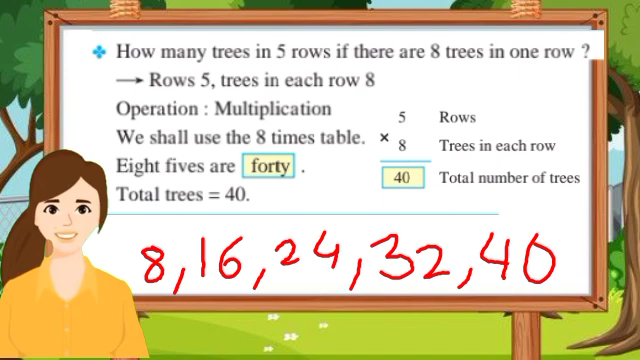 How many trees in 5 rows if there are 8 trees in one row ?
→ Rows 5, trees in each row 8
Operation : Multiplication
We shall use the 8 times table.
Eight fives are forty .
Total trees = 40.
5 Rows
× 8 Trees in each row
40 Total number of trees
8, 16, 24, 32, 40